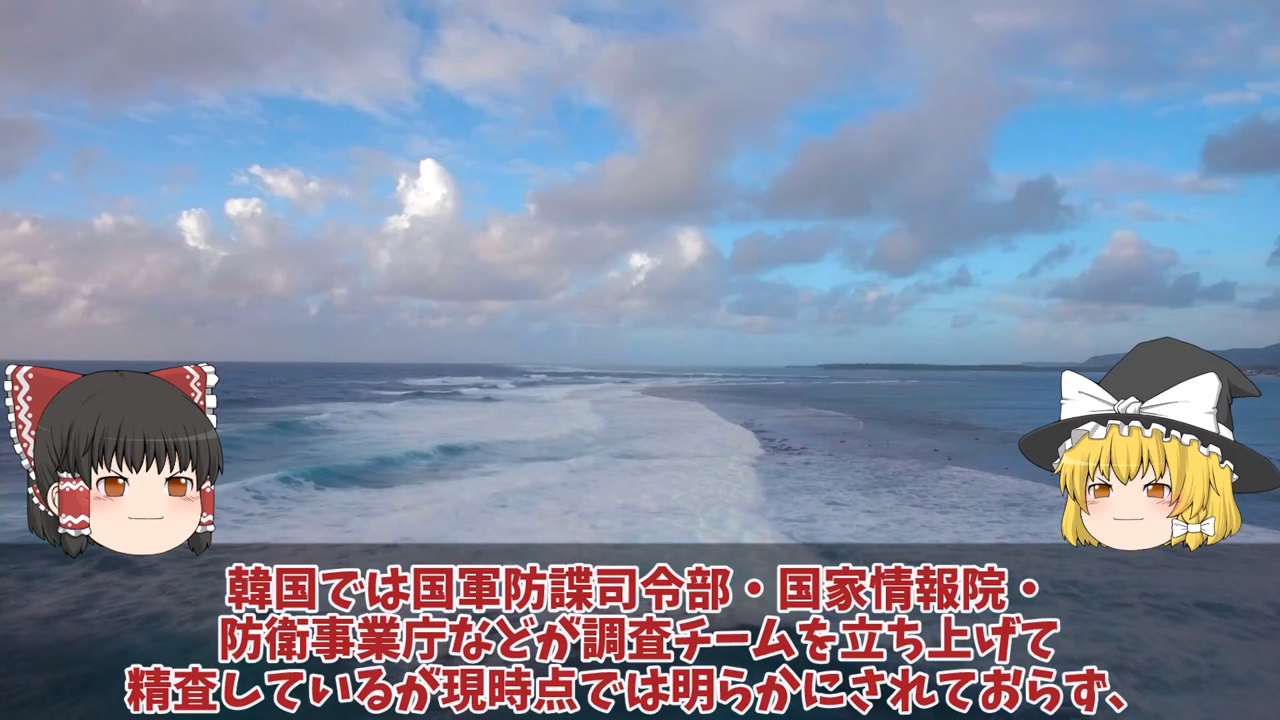 韓国では国軍防諜司令部・国家情報院・
防衛事業庁などが調査チームを立ち上げて
精査しているが現時点では明らかにされておらず、